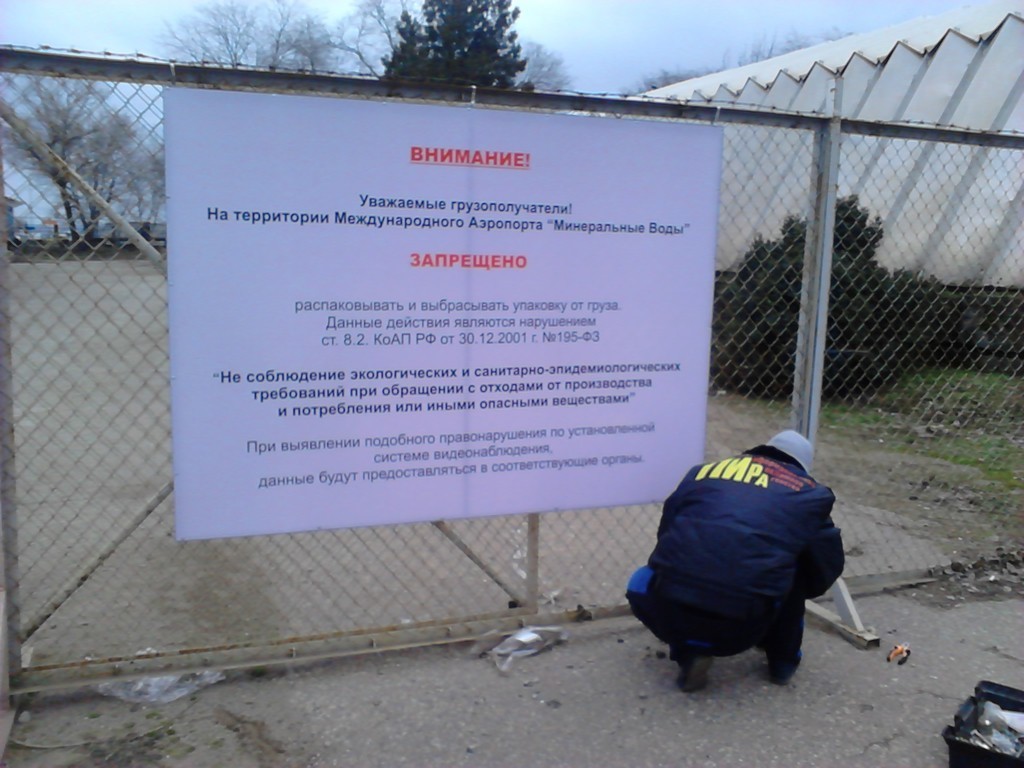 ВНИМАНИЕ!
Уважаемые грузополучатели!
На территории Международного Аэропорта "Минеральные Воды"
ЗАПРЕЩЕНО
распаковывать и выбрасывать упаковку от груза.
Данные действия являются нарушением
ст. 8.2. КоАП РФ от 30.12.2001 г. №195-ФЗ
"Не соблюдение экологических и санитарно-эпидемиологических
требований при обращении с отходами от производства
и потребления или иными опасными веществами"
При выявлении подобного правонарушения по установленной
системе видеонаблюдения,
данные будут предоставляться в соответствующие органы.